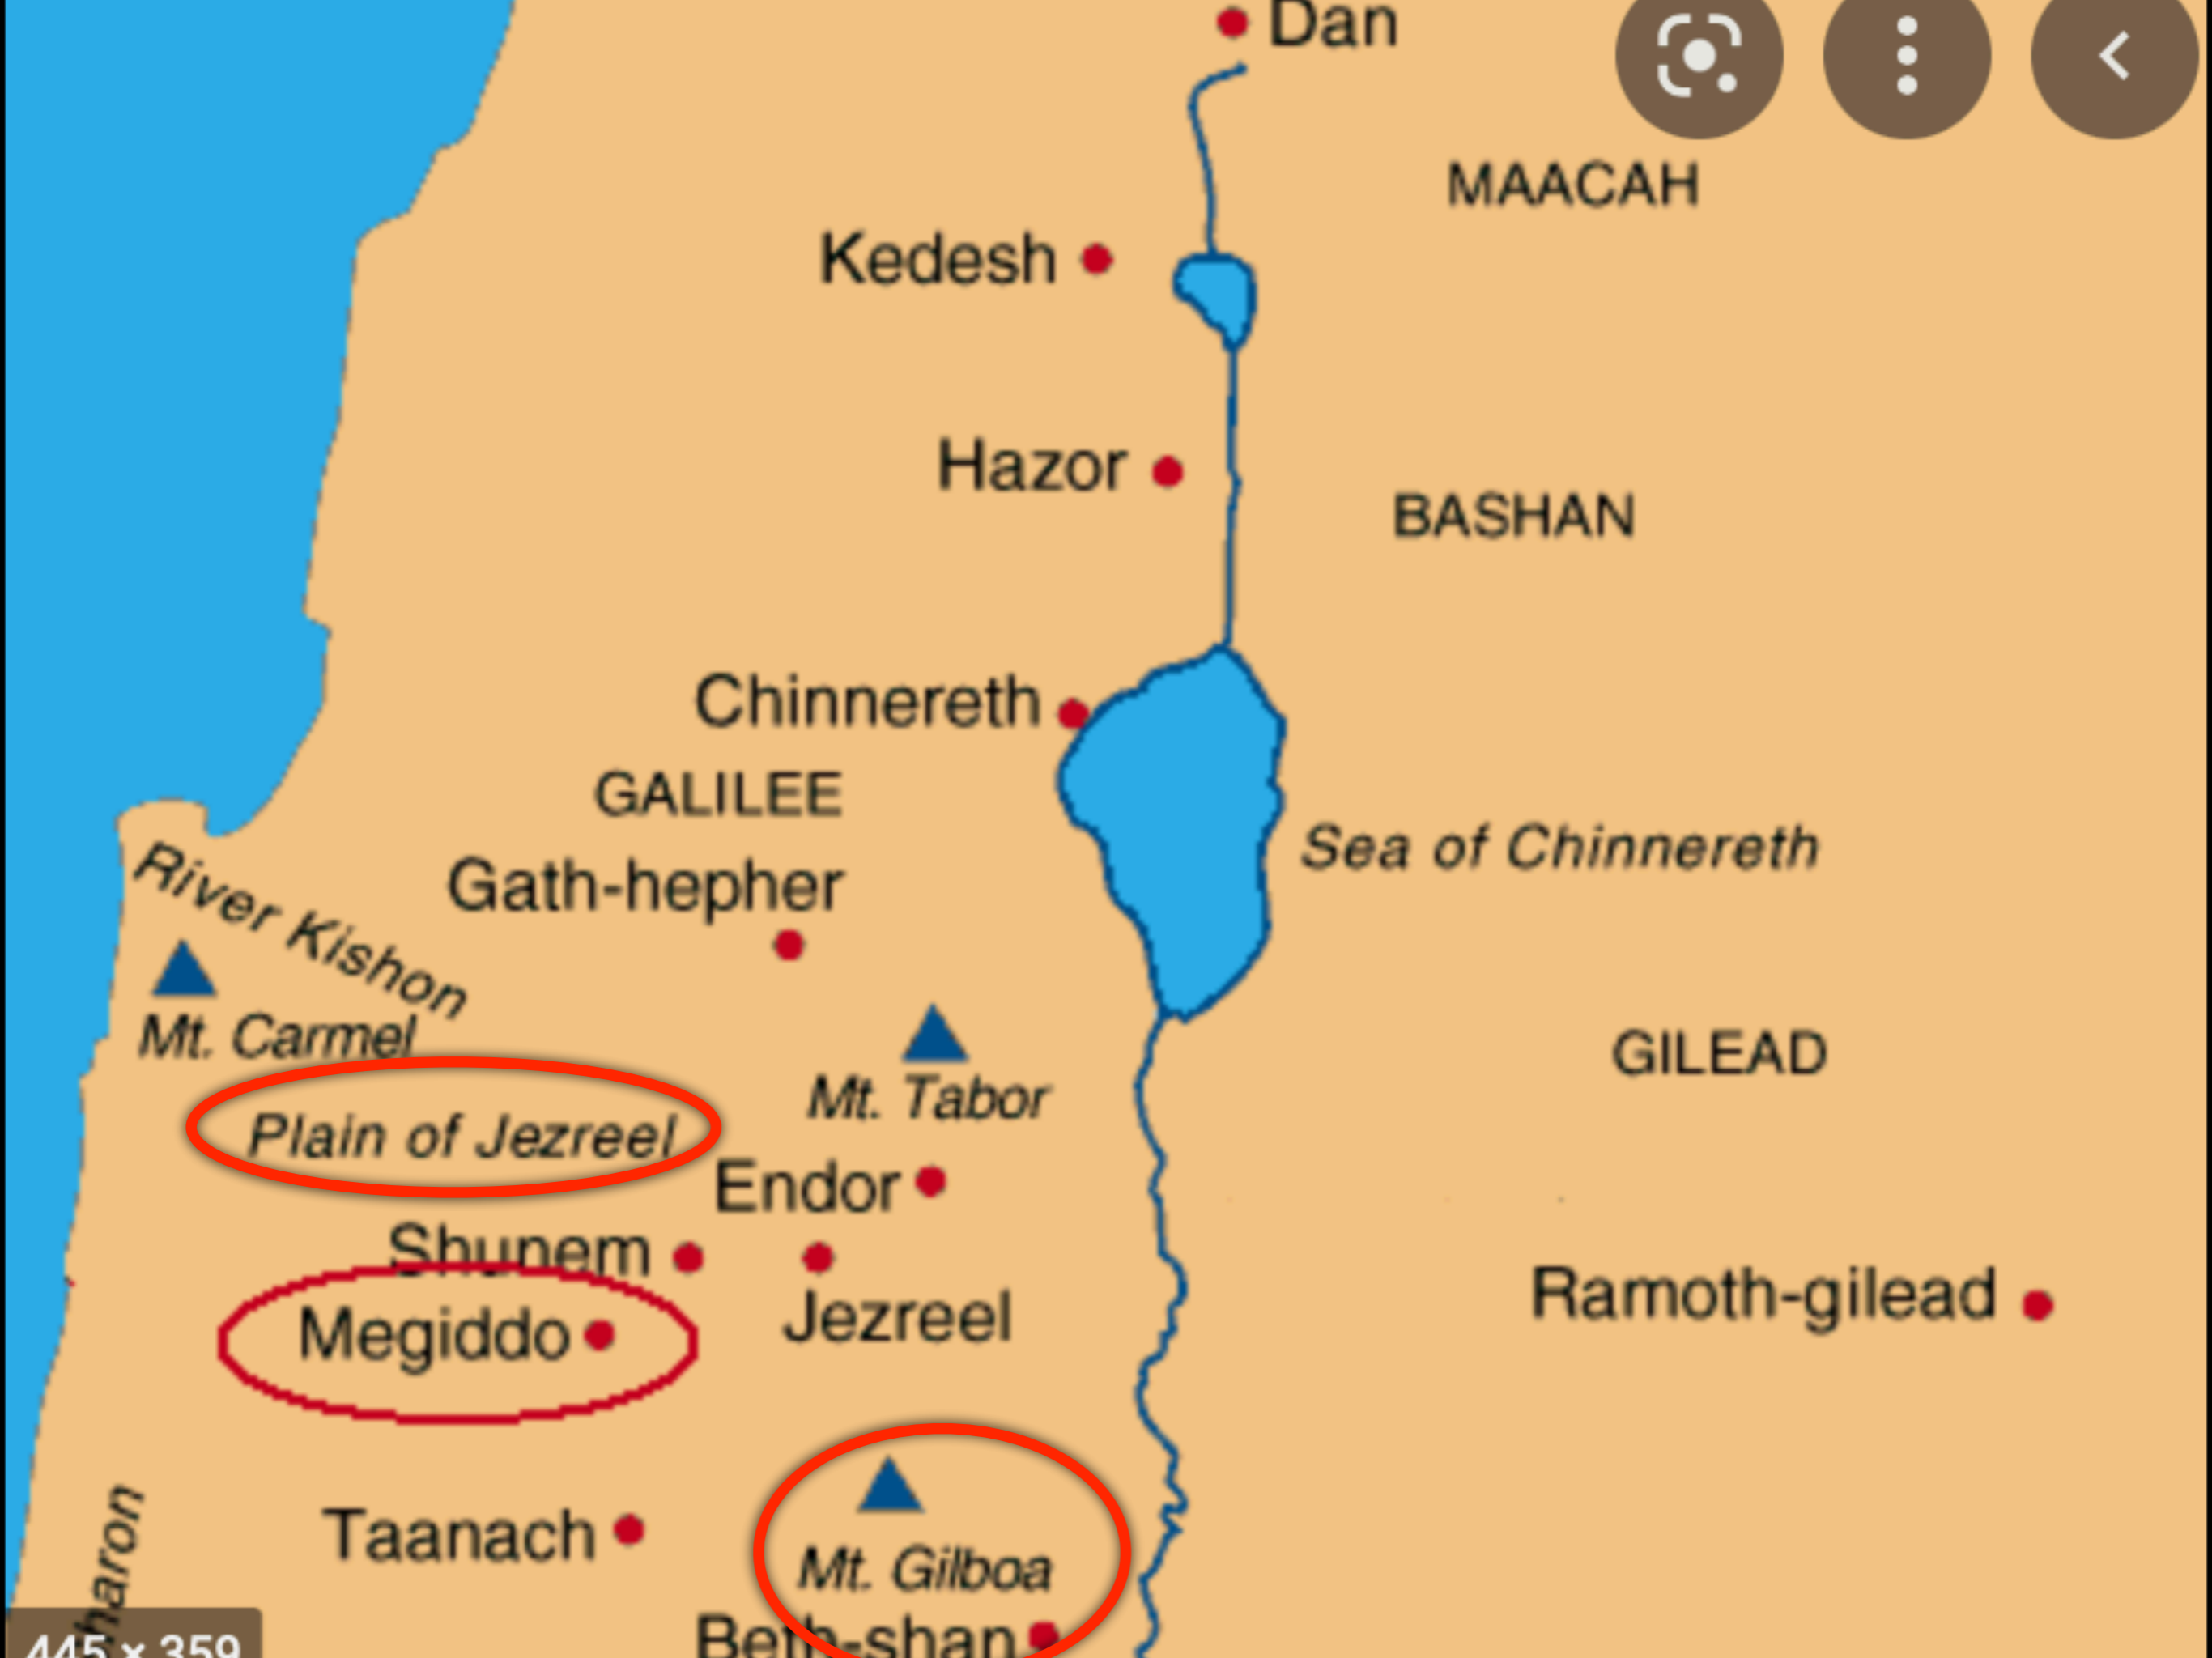 Dan
MAACAH
Kedesh
Hazor
BASHAN
Chinnereth
GALILEE
Sea of Chinnereth
Gath-hepher
River Kishon
Mt. Carmel
GILEAD
Mt. Tabor
Plain of Jezreel
Endor
Shunem
Ramoth-gilead
Megiddo
Jezreel
haron
Taanach
Mt. Gilboa
Beth-shan
445 × 359